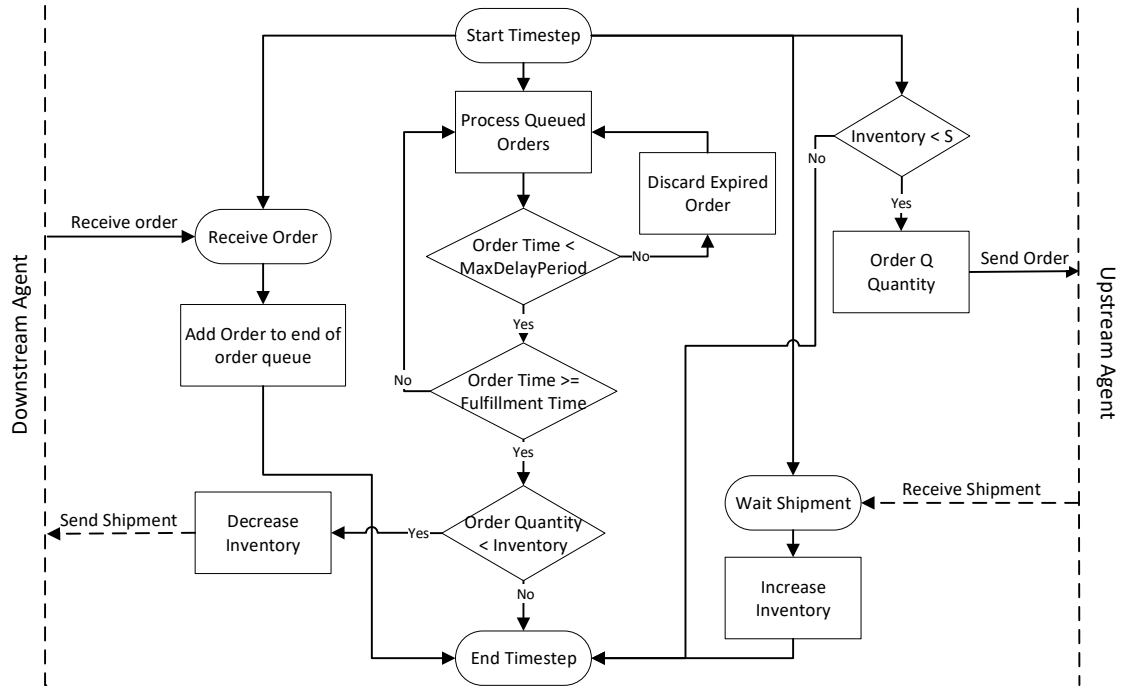 Start Timestep
Process Queued
Orders
Inventory < S
No
Discard Expired
Order
Yes
Receive order
Receive Order
Order Time <
MaxDelayPeriod
No
Order Q
Quantity
Send Order
Downstream Agent
Upstream Agent
Add Order to end of
order queue
Yes
No
Order Time >=
Fulfillment Time
Yes
Wait Shipment
Receive Shipment
Send Shipment
Decrease
Inventory
Yes
Order Quantity
< Inventory
No
Increase
Inventory
End Timestep